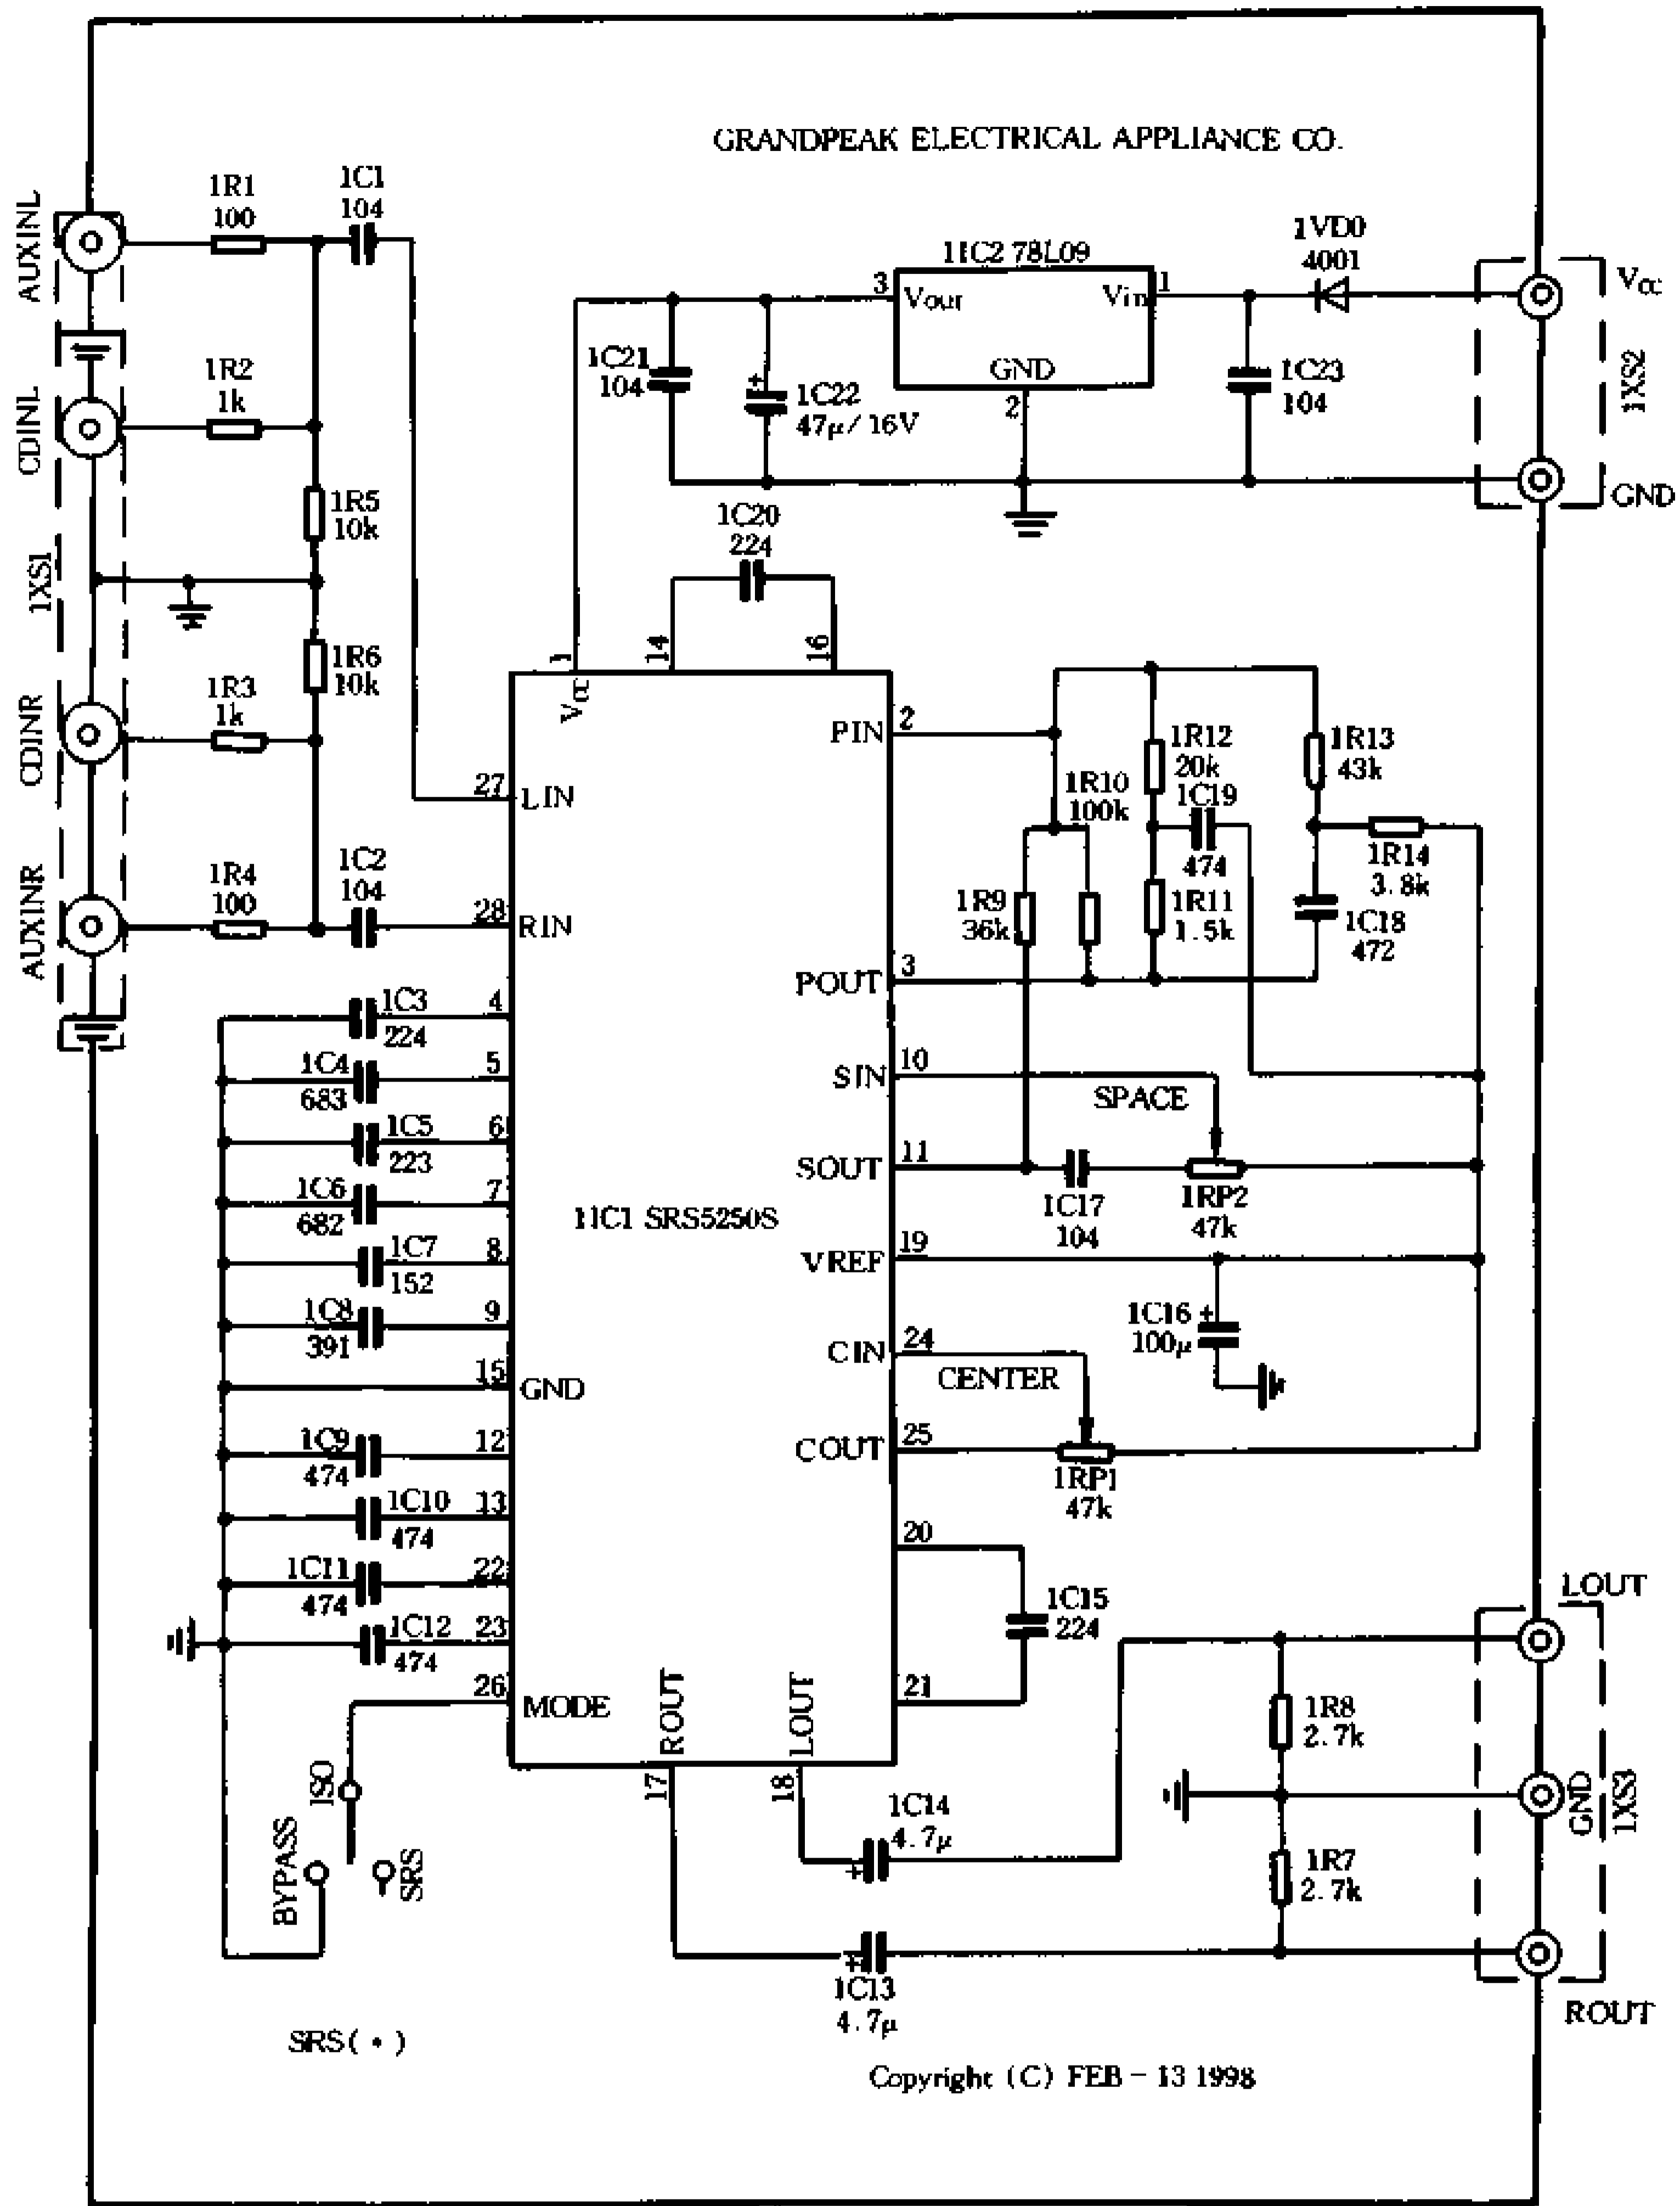 GRANDPEAK ELECTRICAL APPLIANCE CO.
AUXINL
1R1
100
1C1
104
1IC2 78L09
3
Vout
Vin
1
GND
2
1VD0
4001
Vcc
1XS2
GND
1C21
104
1C22
47μ/16V
1C23
104
CDINL
1R2
1k
1R5
10k
1XS1
1R6
10k
1C20
224
14
16
1
Vcc
CDINR
1R3
1k
27
LIN
AUXINR
1R4
100
1C2
104
28
RIN
PIN
2
1R12
20k
1R13
43k
1R10
100k
1C19
474
1R14
3.8k
1R9
36k
1R11
1.5k
1C18
472
POUT
3
1C3
224
4
1C4
683
5
1C5
223
6
1C6
682
7
1C7
152
8
1C8
391
9
15
GND
1C9
474
12
1C10
474
13
1C11
474
22
1C12
474
23
26
MODE
1IC1 SRS5250S
SIN
10
SPACE
SOUT
11
1C17
104
1RP2
47k
VREF
19
1C16
+
100μ
CIN
24
CENTER
COUT
25
1RP1
47k
20
1C15
224
21
ROUT
LOUT
17
18
ISO
BYPASS
SRS
1C14
4.7μ
+
1C13
4.7μ
+
LOUT
1R8
2.7k
GND
1XS3
1R7
2.7k
ROUT
SRS(•)
Copyright (C) FEB - 13 1998